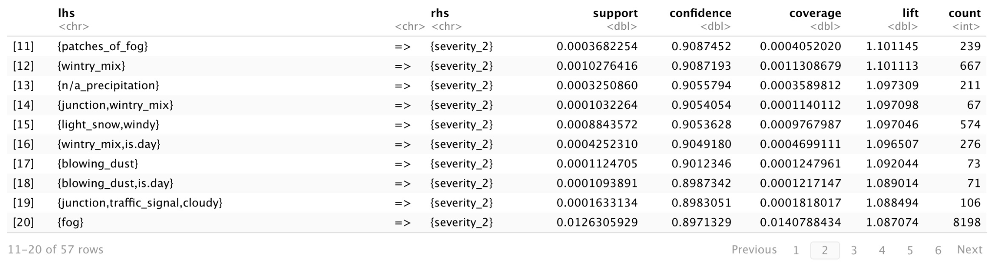 lhs rhs support confidence coverage lift count
<chr> <chr> <chr> <dbl> <dbl> <dbl> <dbl> <int>
[11] {patches_of_fog} => {severity_2} 0.0003682254 0.9087452 0.0004052020 1.101145 239
[12] {wintry_mix} => {severity_2} 0.0010276416 0.9087193 0.0011308679 1.101113 667
[13] {n/a_precipitation} => {severity_2} 0.0003250860 0.9055794 0.0003589812 1.097309 211
[14] {junction,wintry_mix} => {severity_2} 0.0001032264 0.9054054 0.0001140112 1.097098 67
[15] {light_snow,windy} => {severity_2} 0.0008843572 0.9053628 0.0009767987 1.097046 574
[16] {wintry_mix,is.day} => {severity_2} 0.0004252310 0.9049180 0.0004699111 1.096507 276
[17] {blowing_dust} => {severity_2} 0.0001124705 0.9012346 0.0001247961 1.092044 73
[18] {blowing_dust,is.day} => {severity_2} 0.0001093891 0.8987342 0.0001217147 1.089014 71
[19] {junction,traffic_signal,cloudy} => {severity_2} 0.0001633134 0.8983051 0.0001818017 1.088494 106
[20] {fog} => {severity_2} 0.0126305929 0.8971329 0.0140788434 1.087074 8198
11-20 of 57 rows Previous 1 2 3 4 5 6 Next